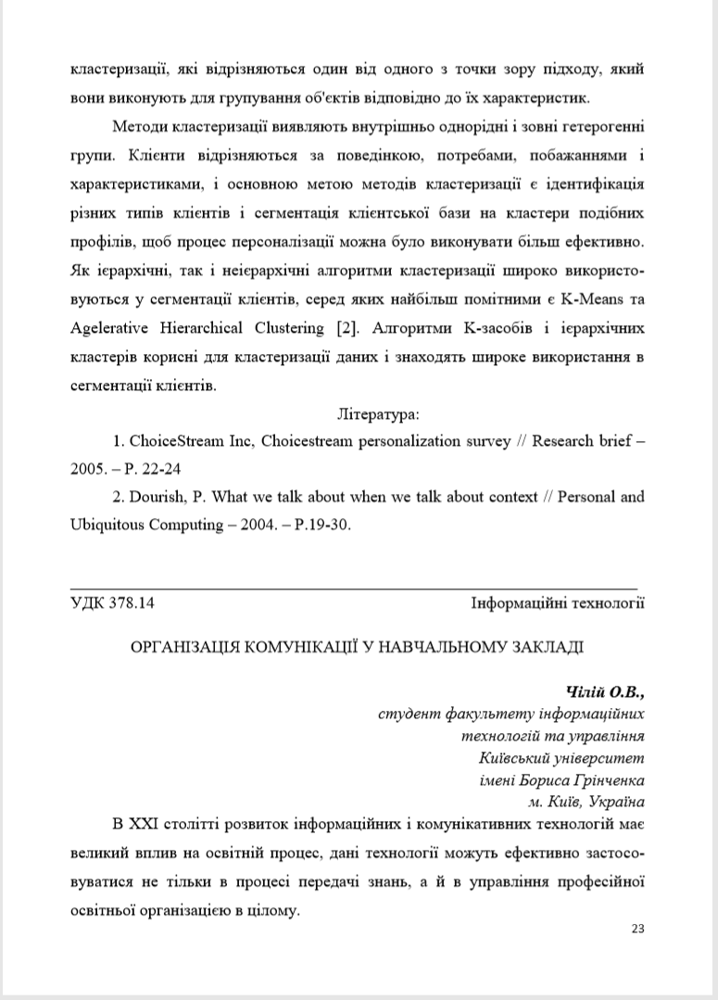 кластеризації, які відрізняються один від одного з точки зору підходу, який
вони виконують для групування об'єктів відповідно до їх характеристик.
Методи кластеризації виявляють внутрішньо однорідні і зовні гетерогенні
групи. Клієнти відрізняються за поведінкою, потребами, побажаннями і
характеристиками, і основною метою методів кластеризації є ідентифікація
різних типів клієнтів і сегментація клієнтської бази на кластери подібних
профілів, щоб процес персоналізації можна було виконувати більш ефективно.
Як ієрархічні, так і неієрархічні алгоритми кластеризації широко використо-
вуються у сегментації клієнтів, серед яких найбільш помітними є K-Means та
Agelerative Hierarchical Clustering [2]. Алгоритми К-засобів і ієрархічних
кластерів корисні для кластеризації даних і знаходять широке використання в
сегментації клієнтів.
Література:
1. ChoiceStream Inc, Choicestream personalization survey // Research brief –
2005. – P. 22-24
2. Dourish, P. What we talk about when we talk about context // Personal and
Ubiquitous Computing – 2004. – P.19-30.
УДК 378.14 Інформаційні технології
ОРГАНІЗАЦІЯ КОМУНІКАЦІЇ У НАВЧАЛЬНОМУ ЗАКЛАДІ
Чілій О.В.,
студент факультету інформаційних
технологій та управління
Київський університет
імені Бориса Грінченка
м. Київ, Україна
В XXI столітті розвиток інформаційних і комунікативних технологій має
великий вплив на освітній процес, дані технології можуть ефективно застосо-
вуватися не тільки в процесі передачі знань, а й в управління професійної
освітньої організацією в цілому.
23